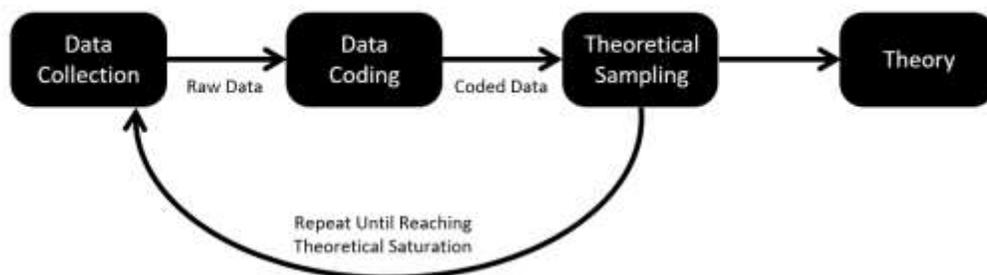 Data
Collection
Raw Data
Data
Coding
Coded Data
Theoretical
Sampling
Theory
Repeat Until Reaching
Theoretical Saturation